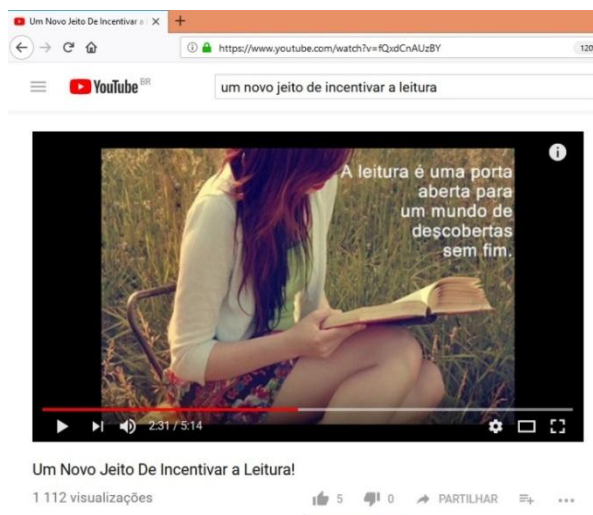 Um Novo Jeito De Incentivar a
https://www.youtube.com/watch?v=fQxdCnAUzBY
120
YouTube BR
um novo jeito de incentivar a leitura
A leitura é uma porta
aberta para
um mundo de
descobertas
sem fim.
2:31 / 5:14
Um Novo Jeito De Incentivar a Leitura!
1 112 visualizações
5
0
PARTILHAR